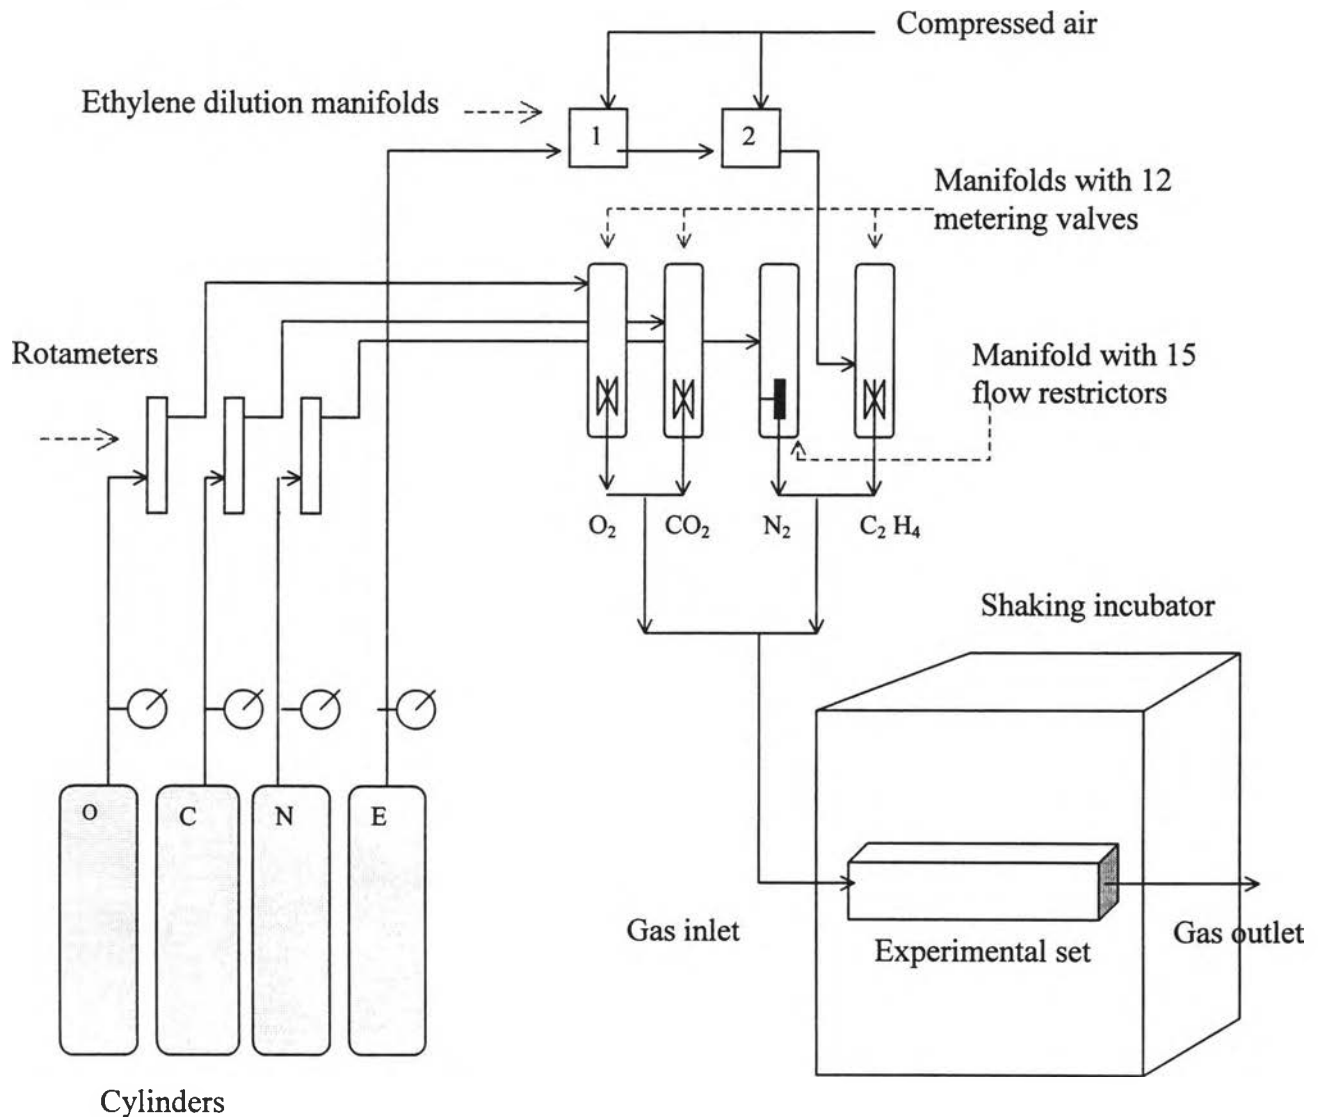 Compressed air
Ethylene dilution manifolds
1
2
Manifolds with 12
metering valves
Rotameters
Manifold with 15
flow restrictors
O₂
CO₂
N₂
C₂ H₄
Shaking incubator
O
C
N
E
Gas inlet
Experimental set
Gas outlet
Cylinders